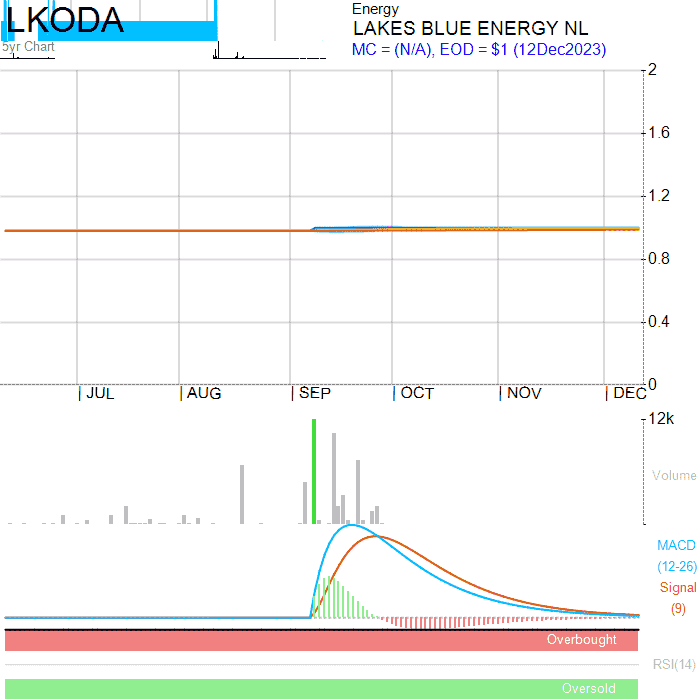 LKODA
5yr Chart
Energy
LAKES BLUE ENERGY NL
MC = (N/A), EOD = $1 (12Dec2023)
2
1.6
1.2
0.8
0.4
0
| JUL | AUG | SEP | OCT | NOV | DEC
12k
Volume
MACD
(12-26)
Signal
(9)
Overbought
RSI(14)
Oversold